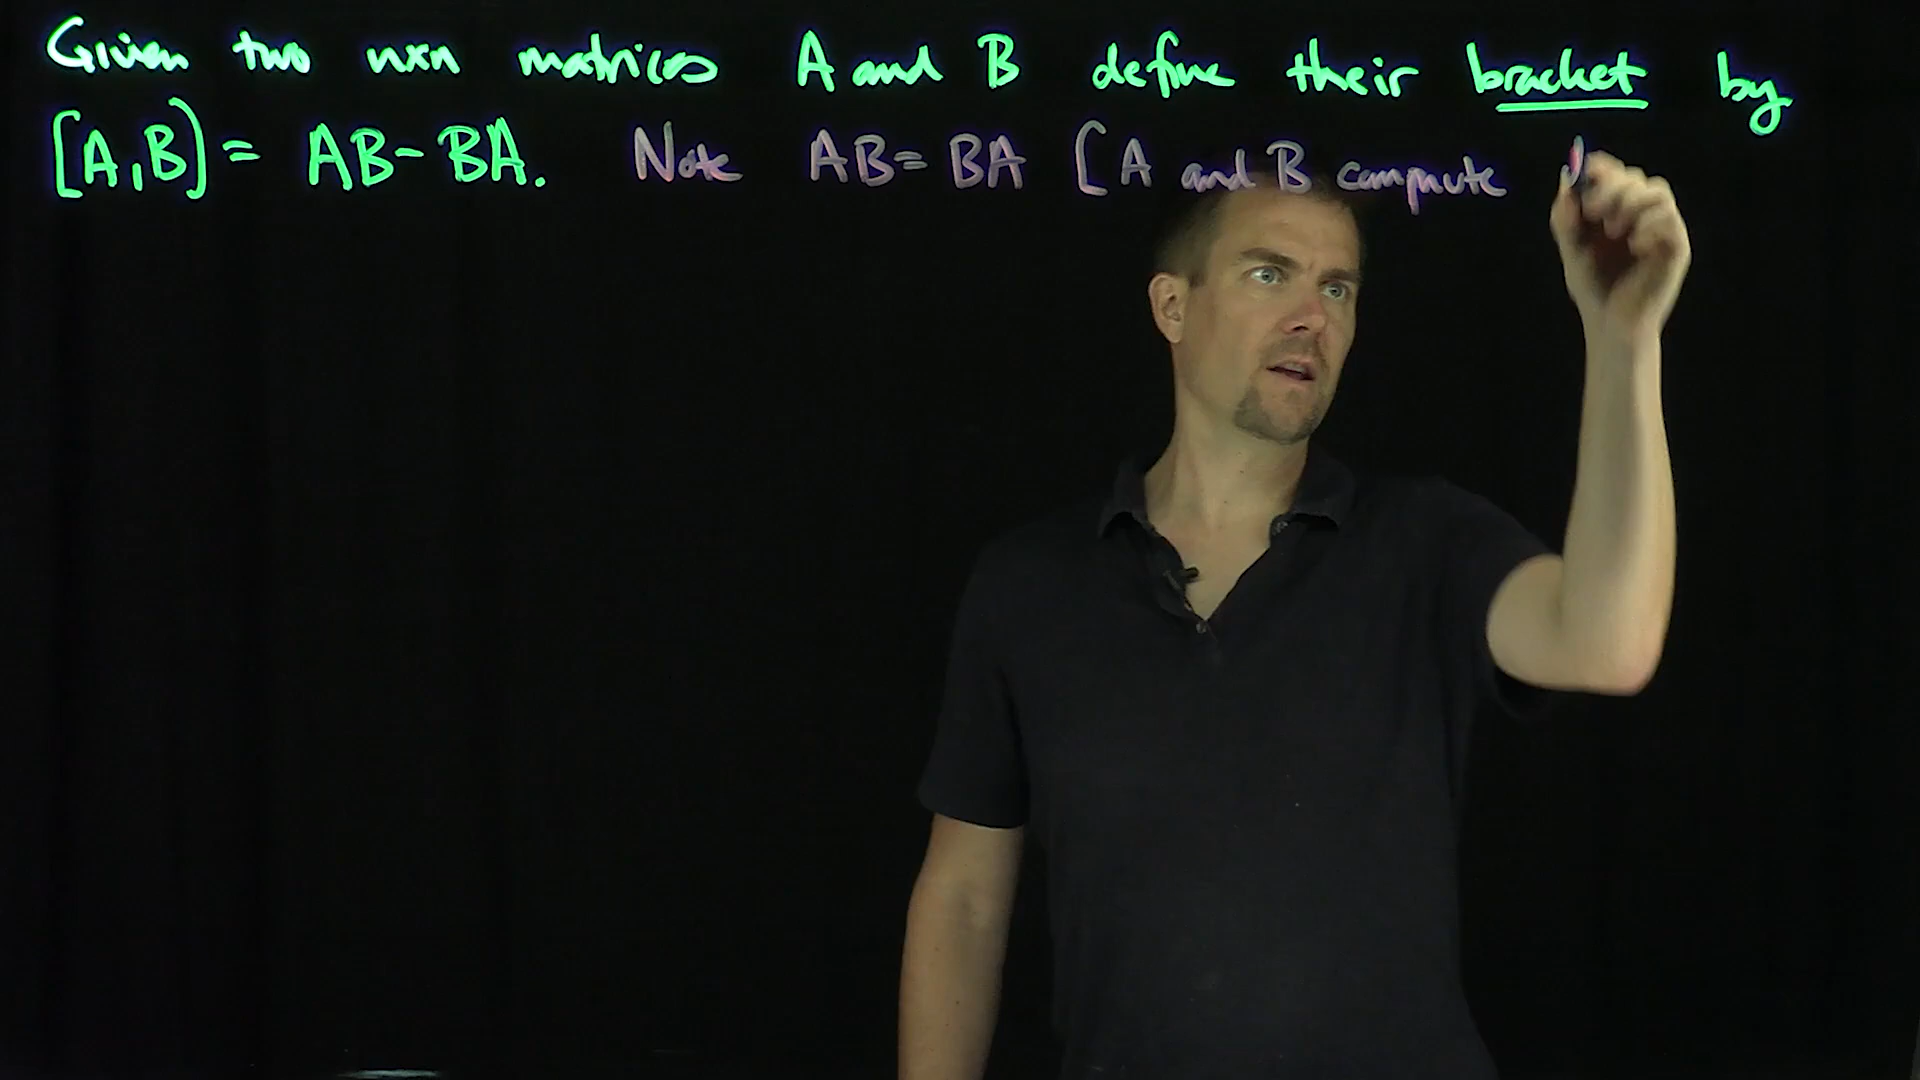 Given two nxn matrices A and B define their bracket by
[A,B] = AB-BA. Note AB=BA [A and B commute